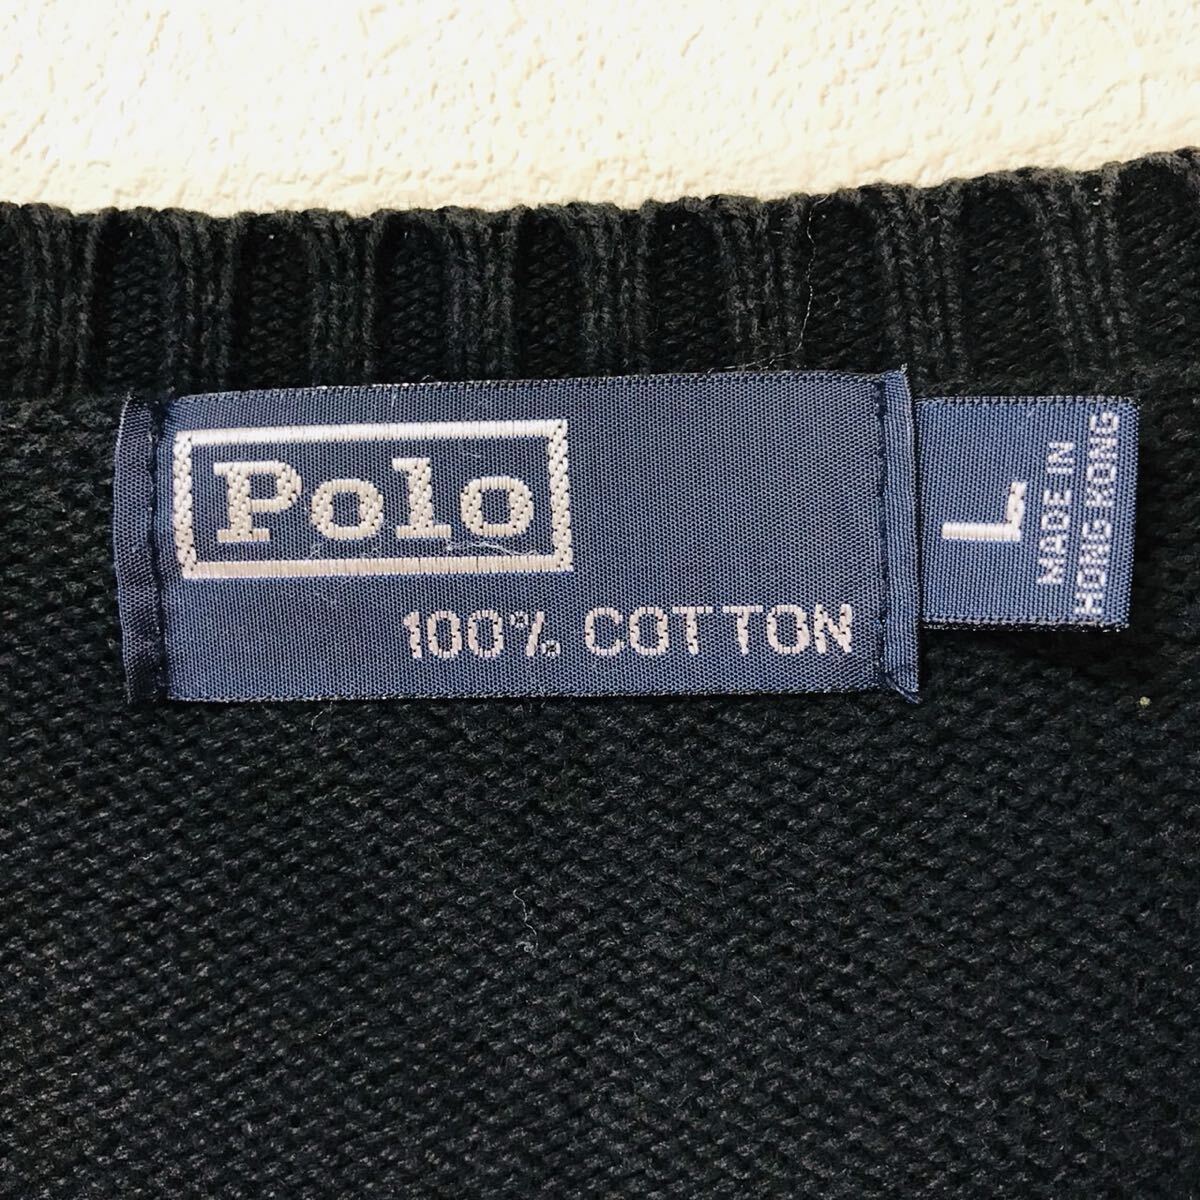 Polo
100% COTTON
L
MADE IN
HONG KONG